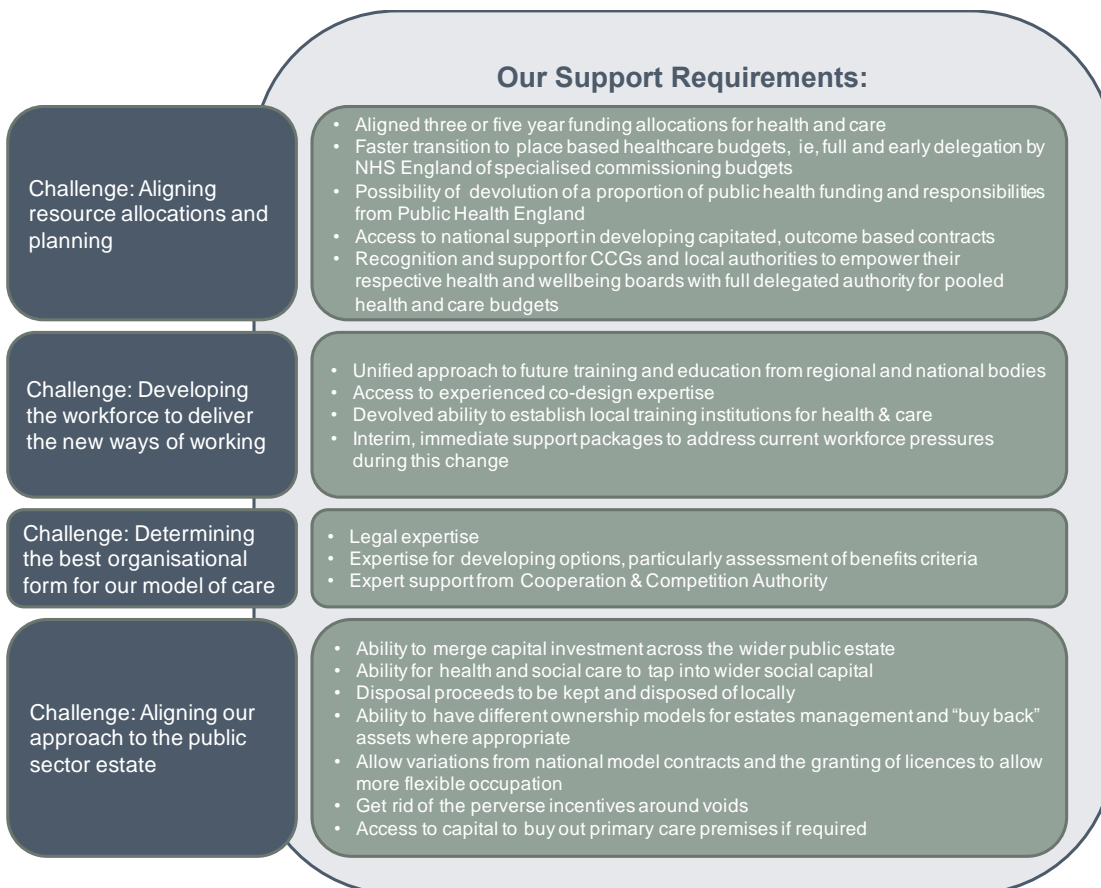 Our Support Requirements:
Challenge: Aligning
resource allocations and
planning
• Aligned three or five year funding allocations for health and care
• Faster transition to place based healthcare budgets, ie, full and early delegation by
NHS England of specialised commissioning budgets
• Possibility of devolution of a proportion of public health funding and responsibilities
from Public Health England
• Access to national support in developing capitated, outcome based contracts
• Recognition and support for CCGs and local authorities to empower their
respective health and wellbeing boards with full delegated authority for pooled
health and care budgets
Challenge: Developing
the workforce to deliver
the new ways of working
• Unified approach to future training and education from regional and national bodies
• Access to experienced co-design expertise
• Devolved ability to establish local training institutions for health & care
• Interim, immediate support packages to address current workforce pressures
during this change
Challenge: Determining
the best organisational
form for our model of care
• Legal expertise
• Expertise for developing options, particularly assessment of benefits criteria
• Expert support from Cooperation & Competition Authority
Challenge: Aligning our
approach to the public
sector estate
• Ability to merge capital investment across the wider public estate
• Ability for health and social care to tap into wider social capital
• Disposal proceeds to be kept and disposed of locally
• Ability to have different ownership models for estates management and “buy back”
assets where appropriate
• Allow variations from national model contracts and the granting of licences to allow
more flexible occupation
• Get rid of the perverse incentives around voids
• Access to capital to buy out primary care premises if required